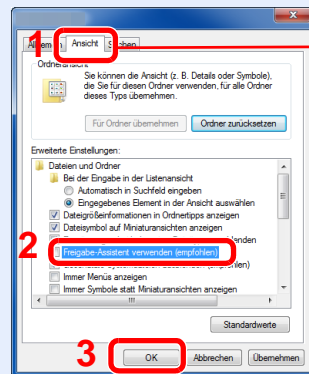 1
Allgemein Ansicht Suchen
Ordneransicht
Sie können die Ansicht (z. B. Details oder Symbole),
die Sie für diesen Ordner verwenden, für alle Ordner
dieses Typs übernehmen.
Für Ordner übernehmen Ordner zurücksetzen
Erweiterte Einstellungen:
Dateien und Ordner
Bei der Eingabe in der Listenansicht
Automatisch in Suchfeld eingeben
Eingegebenes Element in der Ansicht auswählen
Dateigrößeinformationen in Ordnertipps anzeigen
Dateisymbol auf Miniaturansichten anzeigen
2
Freigabe-Assistent verwenden (empfohlen)
Immer Menüs anzeigen
Immer Symbole statt Miniaturansichten anzeigen
Standardwerte
3
OK Abbrechen Übernehmen